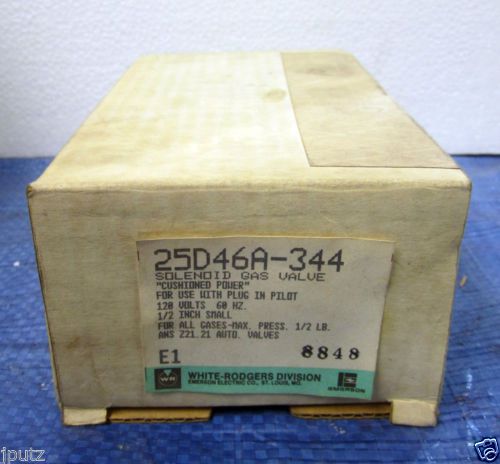 25D46A-344
SOLENOID GAS VALVE
"CUSHIONED POWER"
FOR USE WITH PLUG IN PILOT
120 VOLTS 60 HZ.
1/2 INCH SMALL
FOR ALL GASES-MAX. PRESS. 1/2 LB.
ANS Z21.21 AUTO. VALVES
E1 8848
WR WHITE-RODGERS DIVISION
EMERSON ELECTRIC CO., ST. LOUIS, MO.
EMERSON
jputz